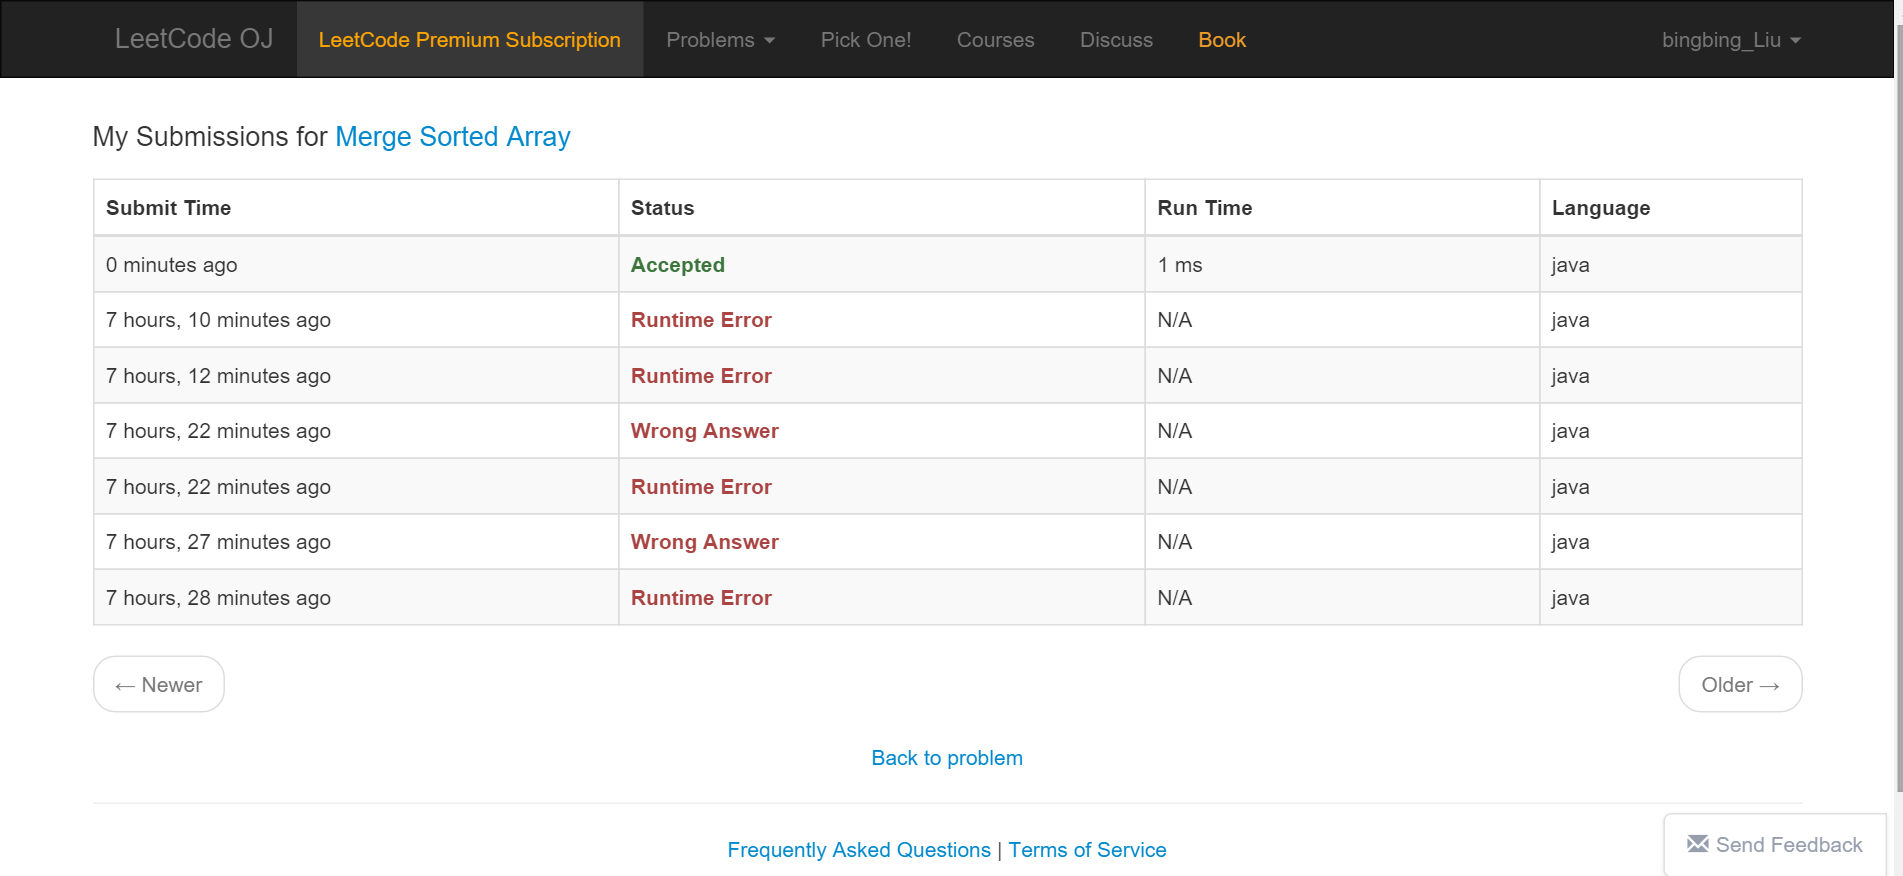 LeetCode OJ LeetCode Premium Subscription Problems Pick One! Courses Discuss Book bingbing_Liu
My Submissions for Merge Sorted Array
Submit Time Status Run Time Language
0 minutes ago Accepted 1 ms java
7 hours, 10 minutes ago Runtime Error N/A java
7 hours, 12 minutes ago Runtime Error N/A java
7 hours, 22 minutes ago Wrong Answer N/A java
7 hours, 22 minutes ago Runtime Error N/A java
7 hours, 27 minutes ago Wrong Answer N/A java
7 hours, 28 minutes ago Runtime Error N/A java
← Newer Older →
Back to problem
Frequently Asked Questions | Terms of Service
Send Feedback